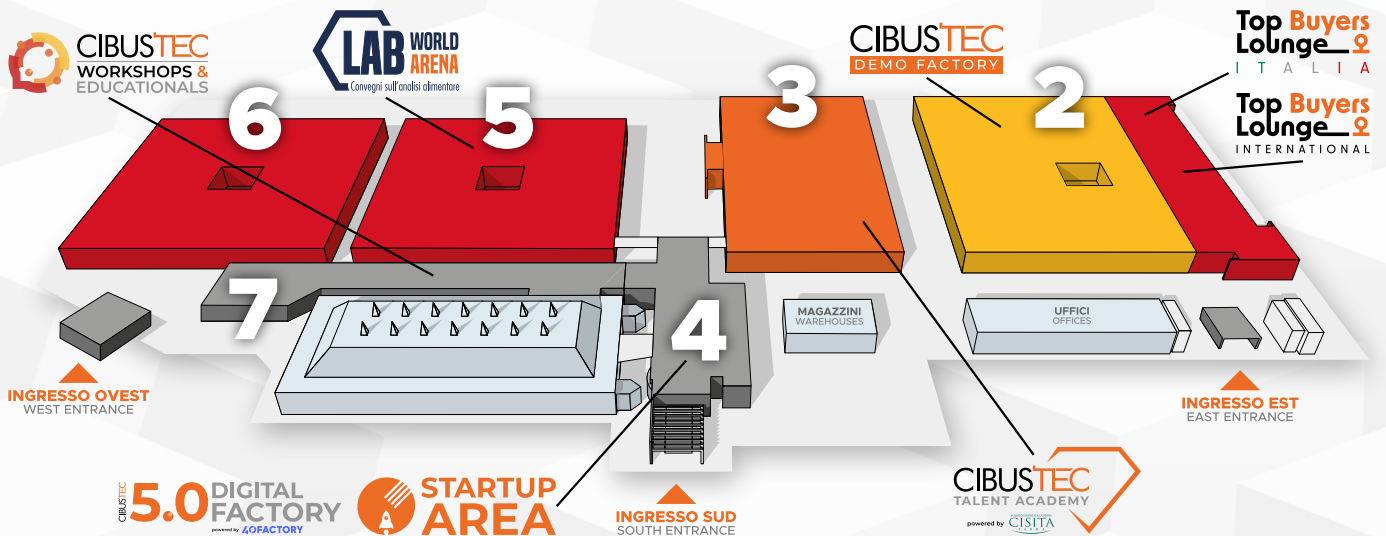 CIBUSTEC
WORKSHOPS &
EDUCATIONALS
LAB WORLD
ARENA
Convegni sull'analisi alimentare
CIBUSTEC
DEMO FACTORY
Top Buyers
Lounge
ITALIA
Top Buyers
Lounge
INTERNATIONAL
6
5
3
2
7
4
MAGAZZINI
WAREHOUSES
UFFICI
OFFICES
INGRESSO OVEST
WEST ENTRANCE
INGRESSO EST
EAST ENTRANCE
CIBUSTEC
5.0 DIGITAL
FACTORY
powered by 40FACTORY
STARTUP
AREA
INGRESSO SUD
SOUTH ENTRANCE
CIBUSTEC
TALENT ACADEMY
powered by CISITA
PARMA